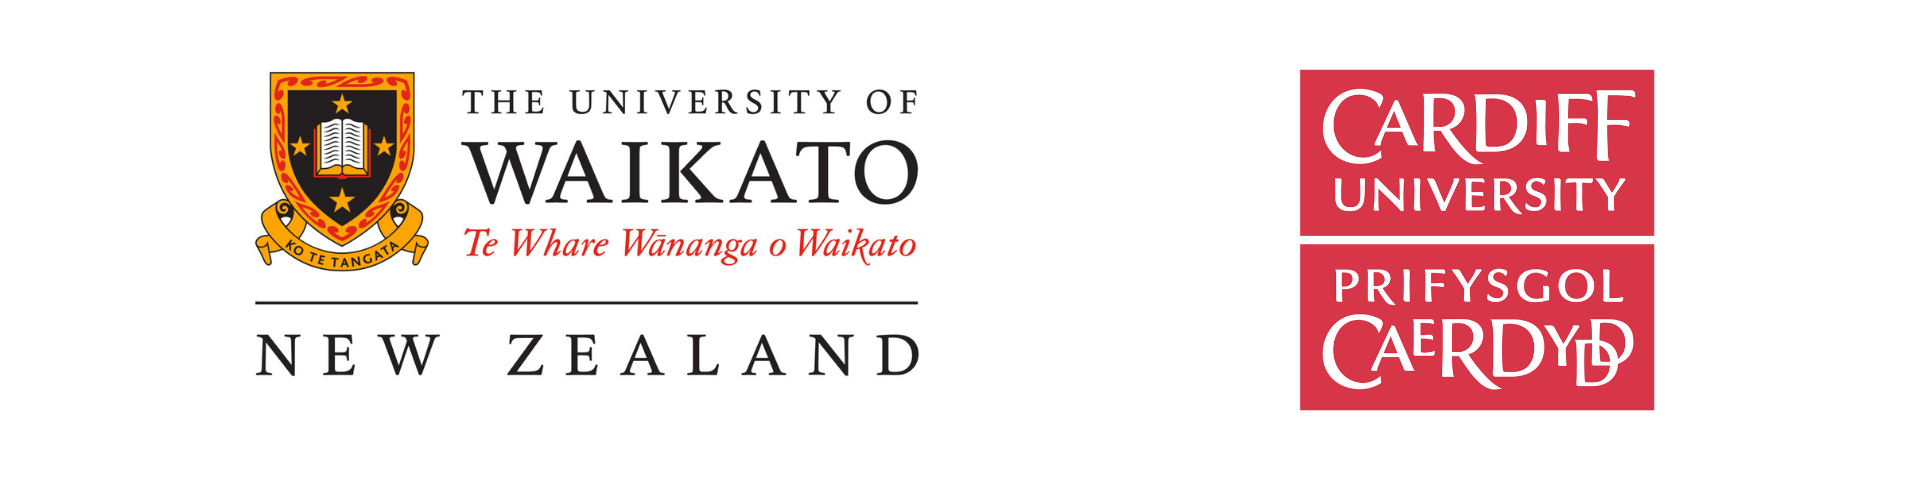 KO TE TANGATA
THE UNIVERSITY OF
WAIKATO
Te Whare Wānanga o Waikato
NEW ZEALAND
CARDIFF
UNIVERSITY
PRIFYSGOL
CAERDYDD